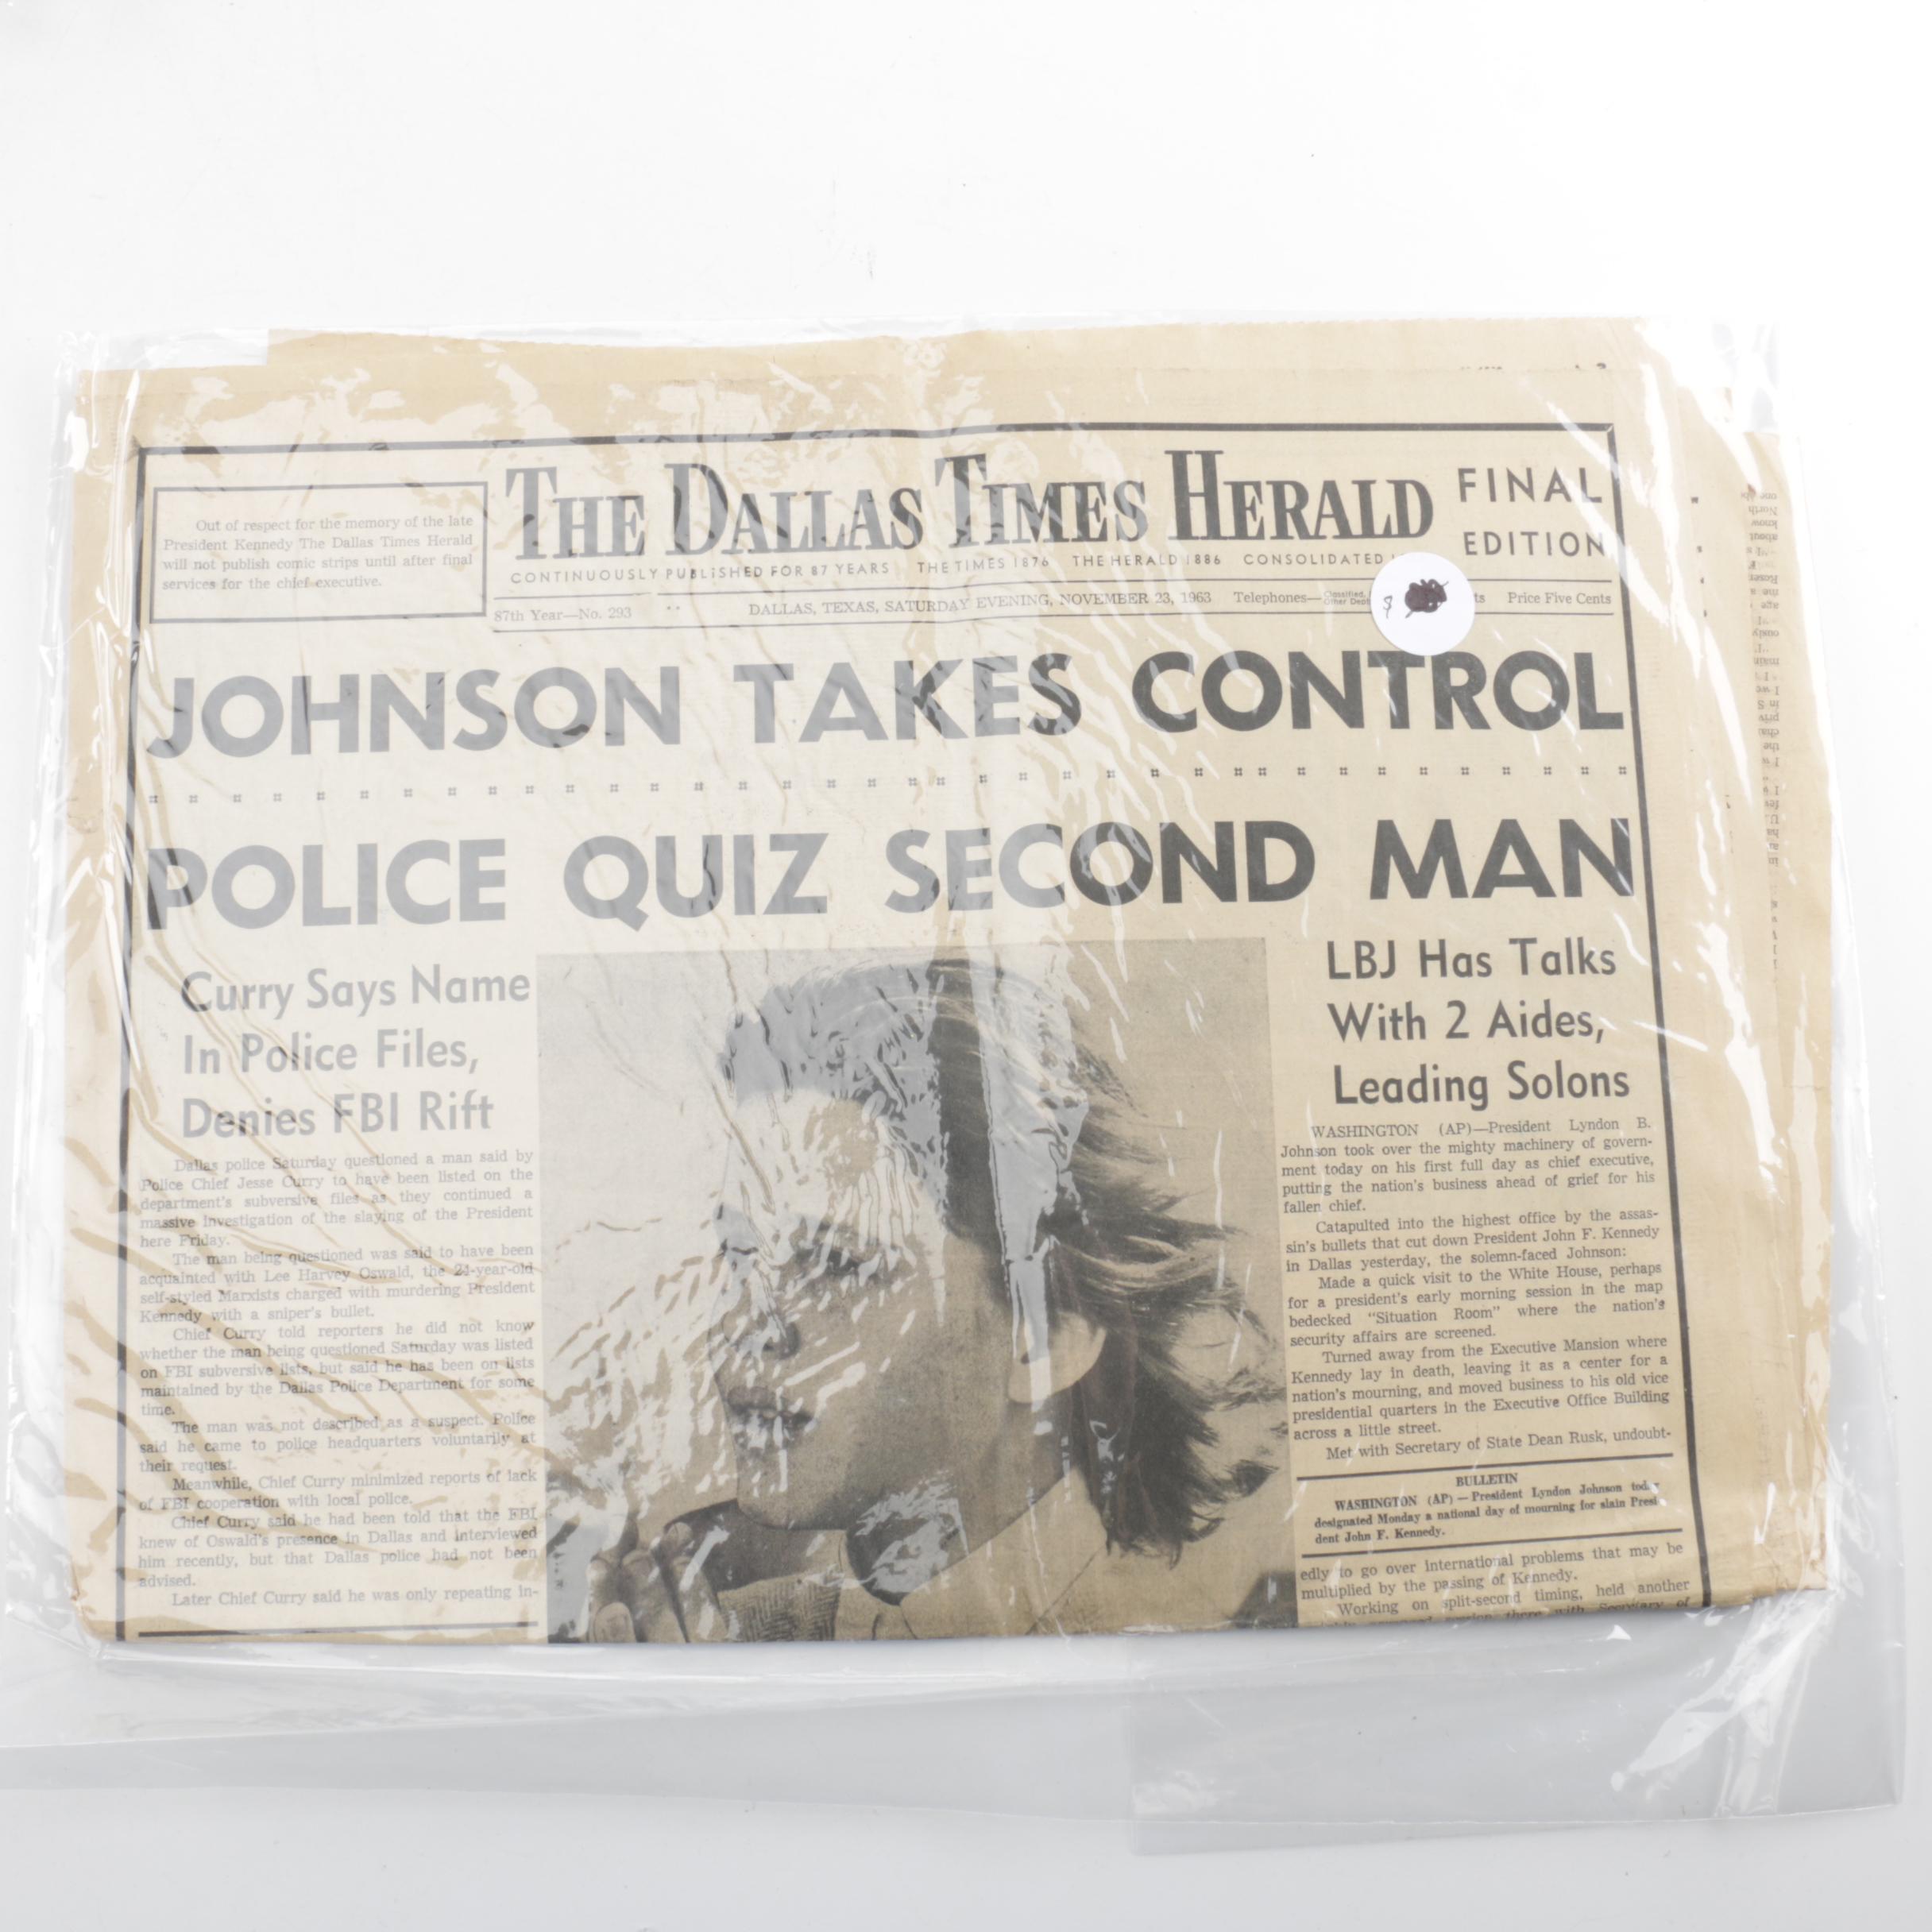 Out of respect for the memory of the late
President Kennedy The Dallas Times Herald
will not publish comic strips until after final
services for the chief executive.
THE DALLAS TIMES HERALD
FINAL
EDITION
CONTINUOUSLY PUBLISHED FOR 87 YEARS THE TIMES 1876 THE HERALD 1886 CONSOLIDATED
87th Year—No. 293 DALLAS, TEXAS, SATURDAY EVENING, NOVEMBER 23, 1963 Telephones— Classified, Price Five Cents
$
JOHNSON TAKES CONTROL
POLICE QUIZ SECOND MAN
Curry Says Name
In Police Files,
Denies FBI Rift
Dallas police Saturday questioned a man said by
Police Chief Jesse Curry to have been listed on the
department's subversive files as they continued a
massive investigation of the slaying of the President
here Friday.
The man being questioned was said to have been
acquainted with Lee Harvey Oswald, the 24-year-old
self-styled Marxists charged with murdering President
Kennedy with a sniper's bullet.
Chief Curry told reporters he did not know
whether the man being questioned Saturday was listed
on FBI subversive lists, but said he has been on lists
maintained by the Dallas Police Department for some
time.
The man was not described as a suspect. Police
said he came to police headquarters voluntarily at
their request.
Meanwhile, Chief Curry minimized reports of lack
of FBI cooperation with local police.
Chief Curry said he had been told that the FBI
knew of Oswald's presence in Dallas and interviewed
him recently, but that Dallas police had not been
advised.
Later Chief Curry said he was only repeating in-
LBJ Has Talks
With 2 Aides,
Leading Solons
WASHINGTON (AP)—President Lyndon B.
Johnson took over the mighty machinery of govern-
ment today on his first full day as chief executive,
putting the nation's business ahead of grief for his
fallen chief.
Catapulted into the highest office by the assas-
sin's bullets that cut down President John F. Kennedy
in Dallas yesterday, the solemn-faced Johnson:
Made a quick visit to the White House, perhaps
for a president's early morning session in the map
bedecked "Situation Room" where the nation's
security affairs are screened.
Turned away from the Executive Mansion where
Kennedy lay in death, leaving it as a center for a
nation's mourning, and moved business to his old vice
presidential quarters in the Executive Office Building
across a little street.
Met with Secretary of State Dean Rusk, undoubt-
BULLETIN
WASHINGTON (AP) — President Lyndon Johnson today
designated Monday a national day of mourning for slain Presi-
dent John F. Kennedy.
edly to go over international problems that may be
multiplied by the passing of Kennedy.
Working on split-second timing, held another
there with Secretary of